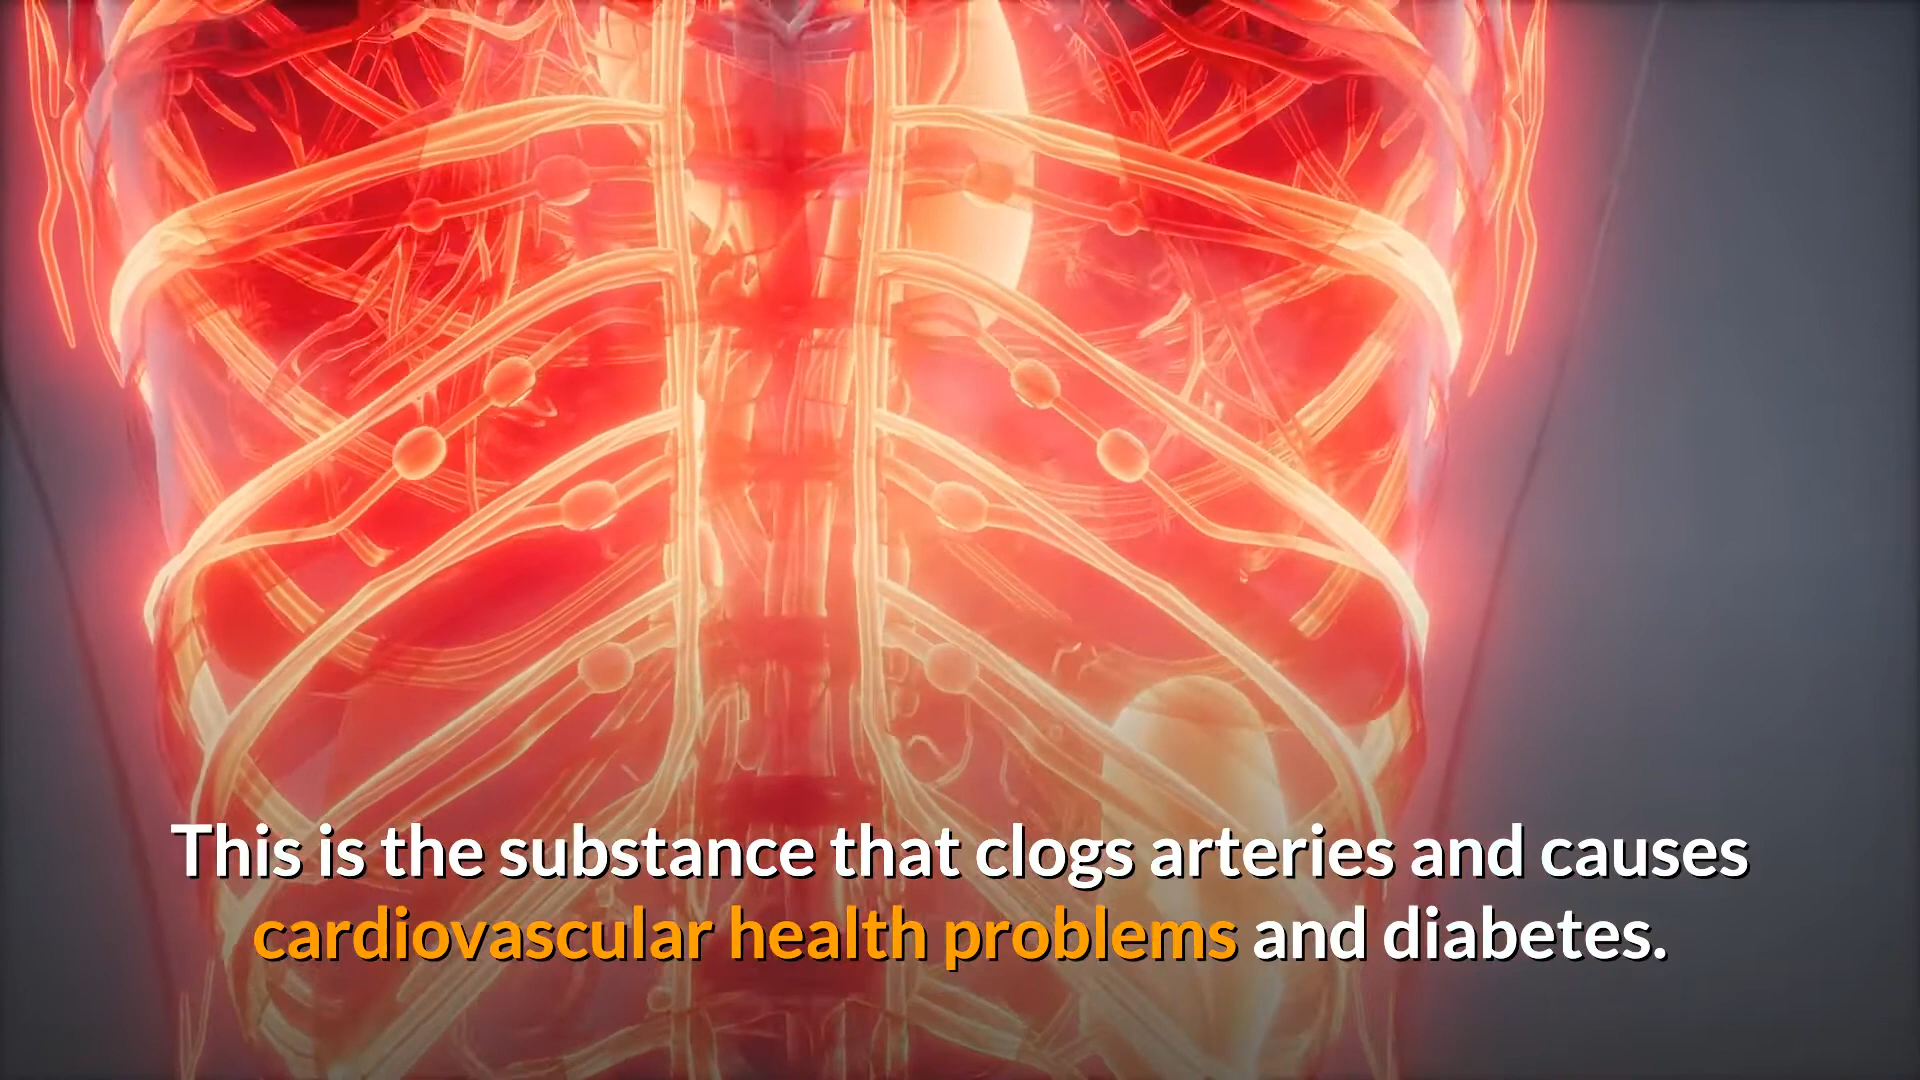 This is the substance that clogs arteries and causes
cardiovascular health problems and diabetes.